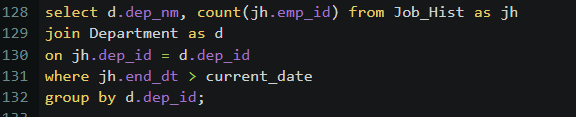 128 select d.dep_nm, count(jh.emp_id) from Job_Hist as jh
129 join Department as d
130 on jh.dep_id = d.dep_id
131 where jh.end_dt > current_date
132 group by d.dep_id;